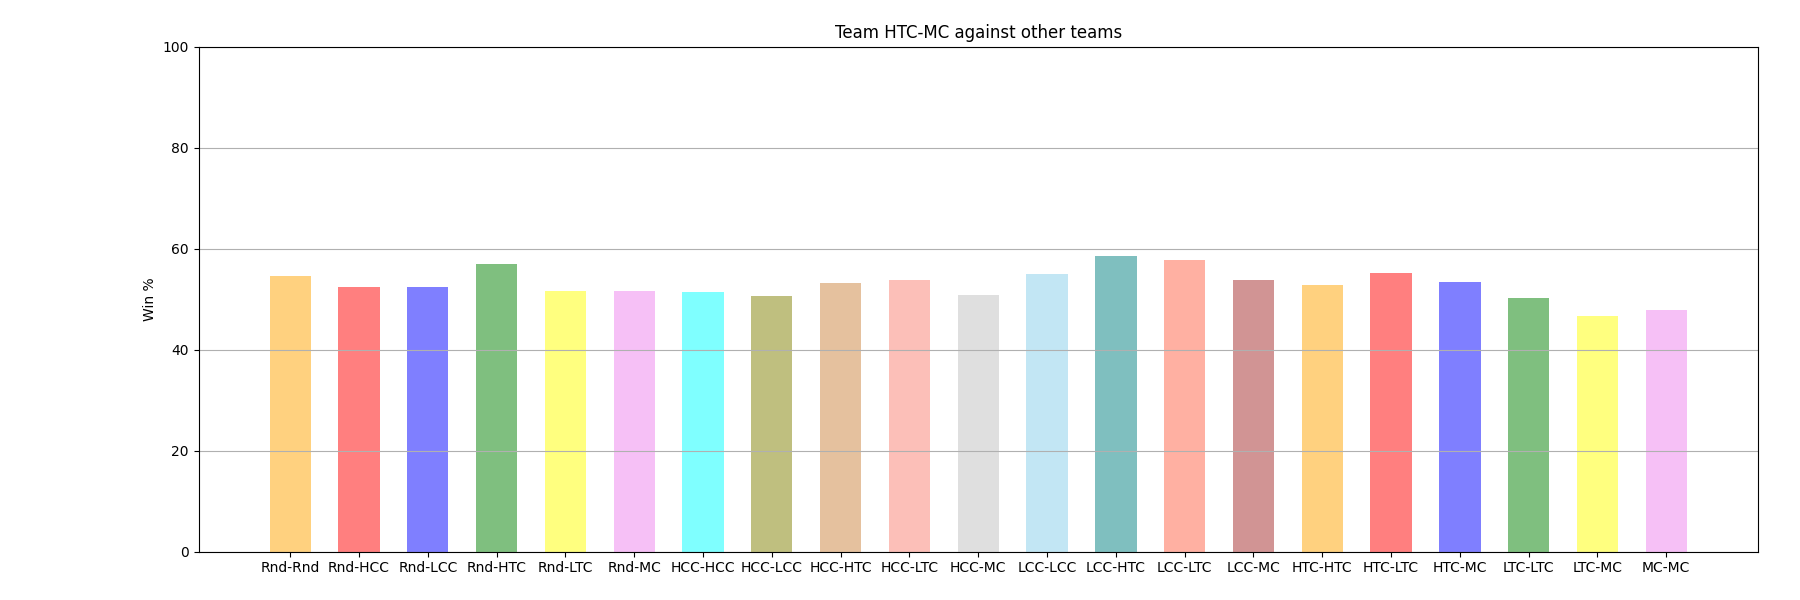 Team HTC-MC against other teams
100
80
60
40
20
0
Win %
Rnd-Rnd Rnd-HCC Rnd-LCC Rnd-HTC Rnd-LTC Rnd-MC HCC-HCC HCC-LCC HCC-HTC HCC-LTC HCC-MC LCC-LCC LCC-HTC LCC-LTC LCC-MC HTC-HTC HTC-LTC HTC-MC LTC-LTC LTC-MC MC-MC